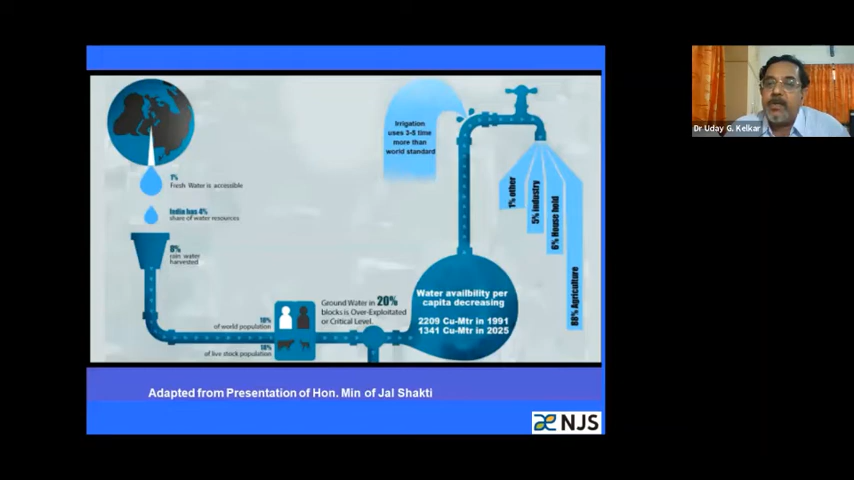 1%
Fresh Water is accessible
India has 4%
share of water resources
8%
rain water
harvested
18%
of world population
18%
of live stock population
Ground Water in 20%
blocks is Over-Exploitated
or Critical Level.
Irrigation
uses 3-5 time
more than
world standard
Water availbility per
capita decreasing
2209 Cu-Mtr in 1991
1341 Cu-Mtr in 2025
1% other
5% industry
6% House hold
88% Agriculture
Adapted from Presentation of Hon. Min of Jal Shakti
NJS
Dr Uday G. Kelkar